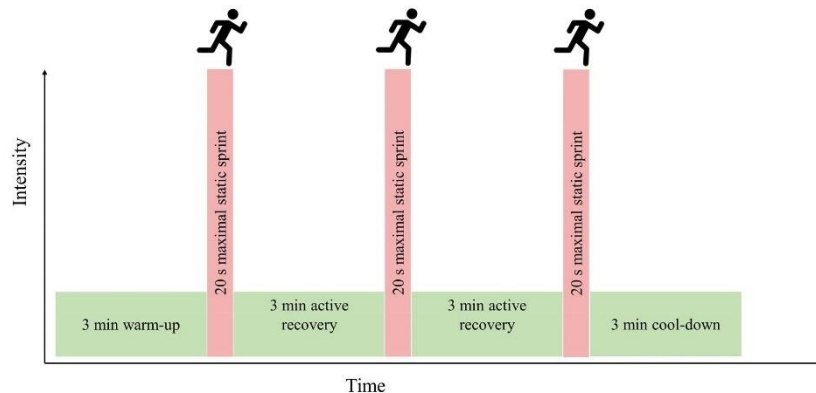 Intensity
20 s maximal static sprint
20 s maximal static sprint
20 s maximal static sprint
3 min warm-up
3 min active
recovery
3 min active
recovery
3 min cool-down
Time